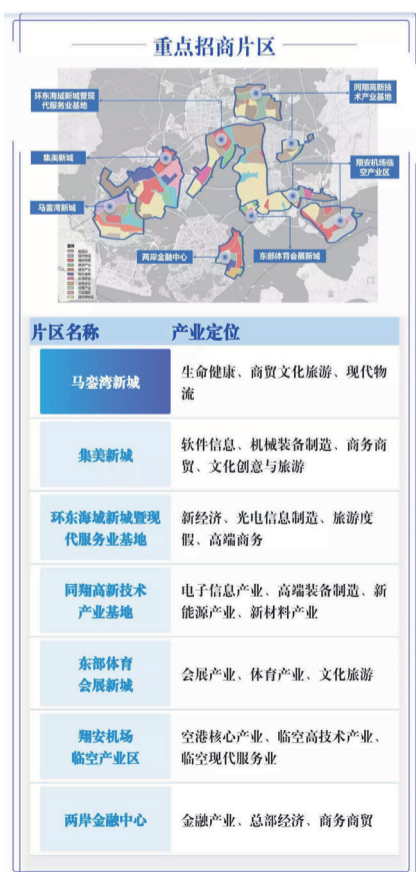 重点招商片区
环东海域新城暨现
代服务业基地
同翔高新技
术产业基地
集美新城
翔安机场临
空产业区
马銮湾新城
两岸金融中心
东部体育会展新城
金
门
片区名称 产业定位
马銮湾新城
生命健康、商贸文化旅游、现代物
流
集美新城
软件信息、机械装备制造、商务商
贸、文化创意与旅游
环东海域新城暨现
代服务业基地
新经济、光电信息制造、旅游度
假、高端商务
同翔高新技术
产业基地
电子信息产业、高端装备制造、新
能源产业、新材料产业
东部体育
会展新城
会展产业、体育产业、文化旅游
翔安机场
临空产业区
空港核心产业、临空高技术产业、
临空现代服务业
两岸金融中心
金融产业、总部经济、商务商贸